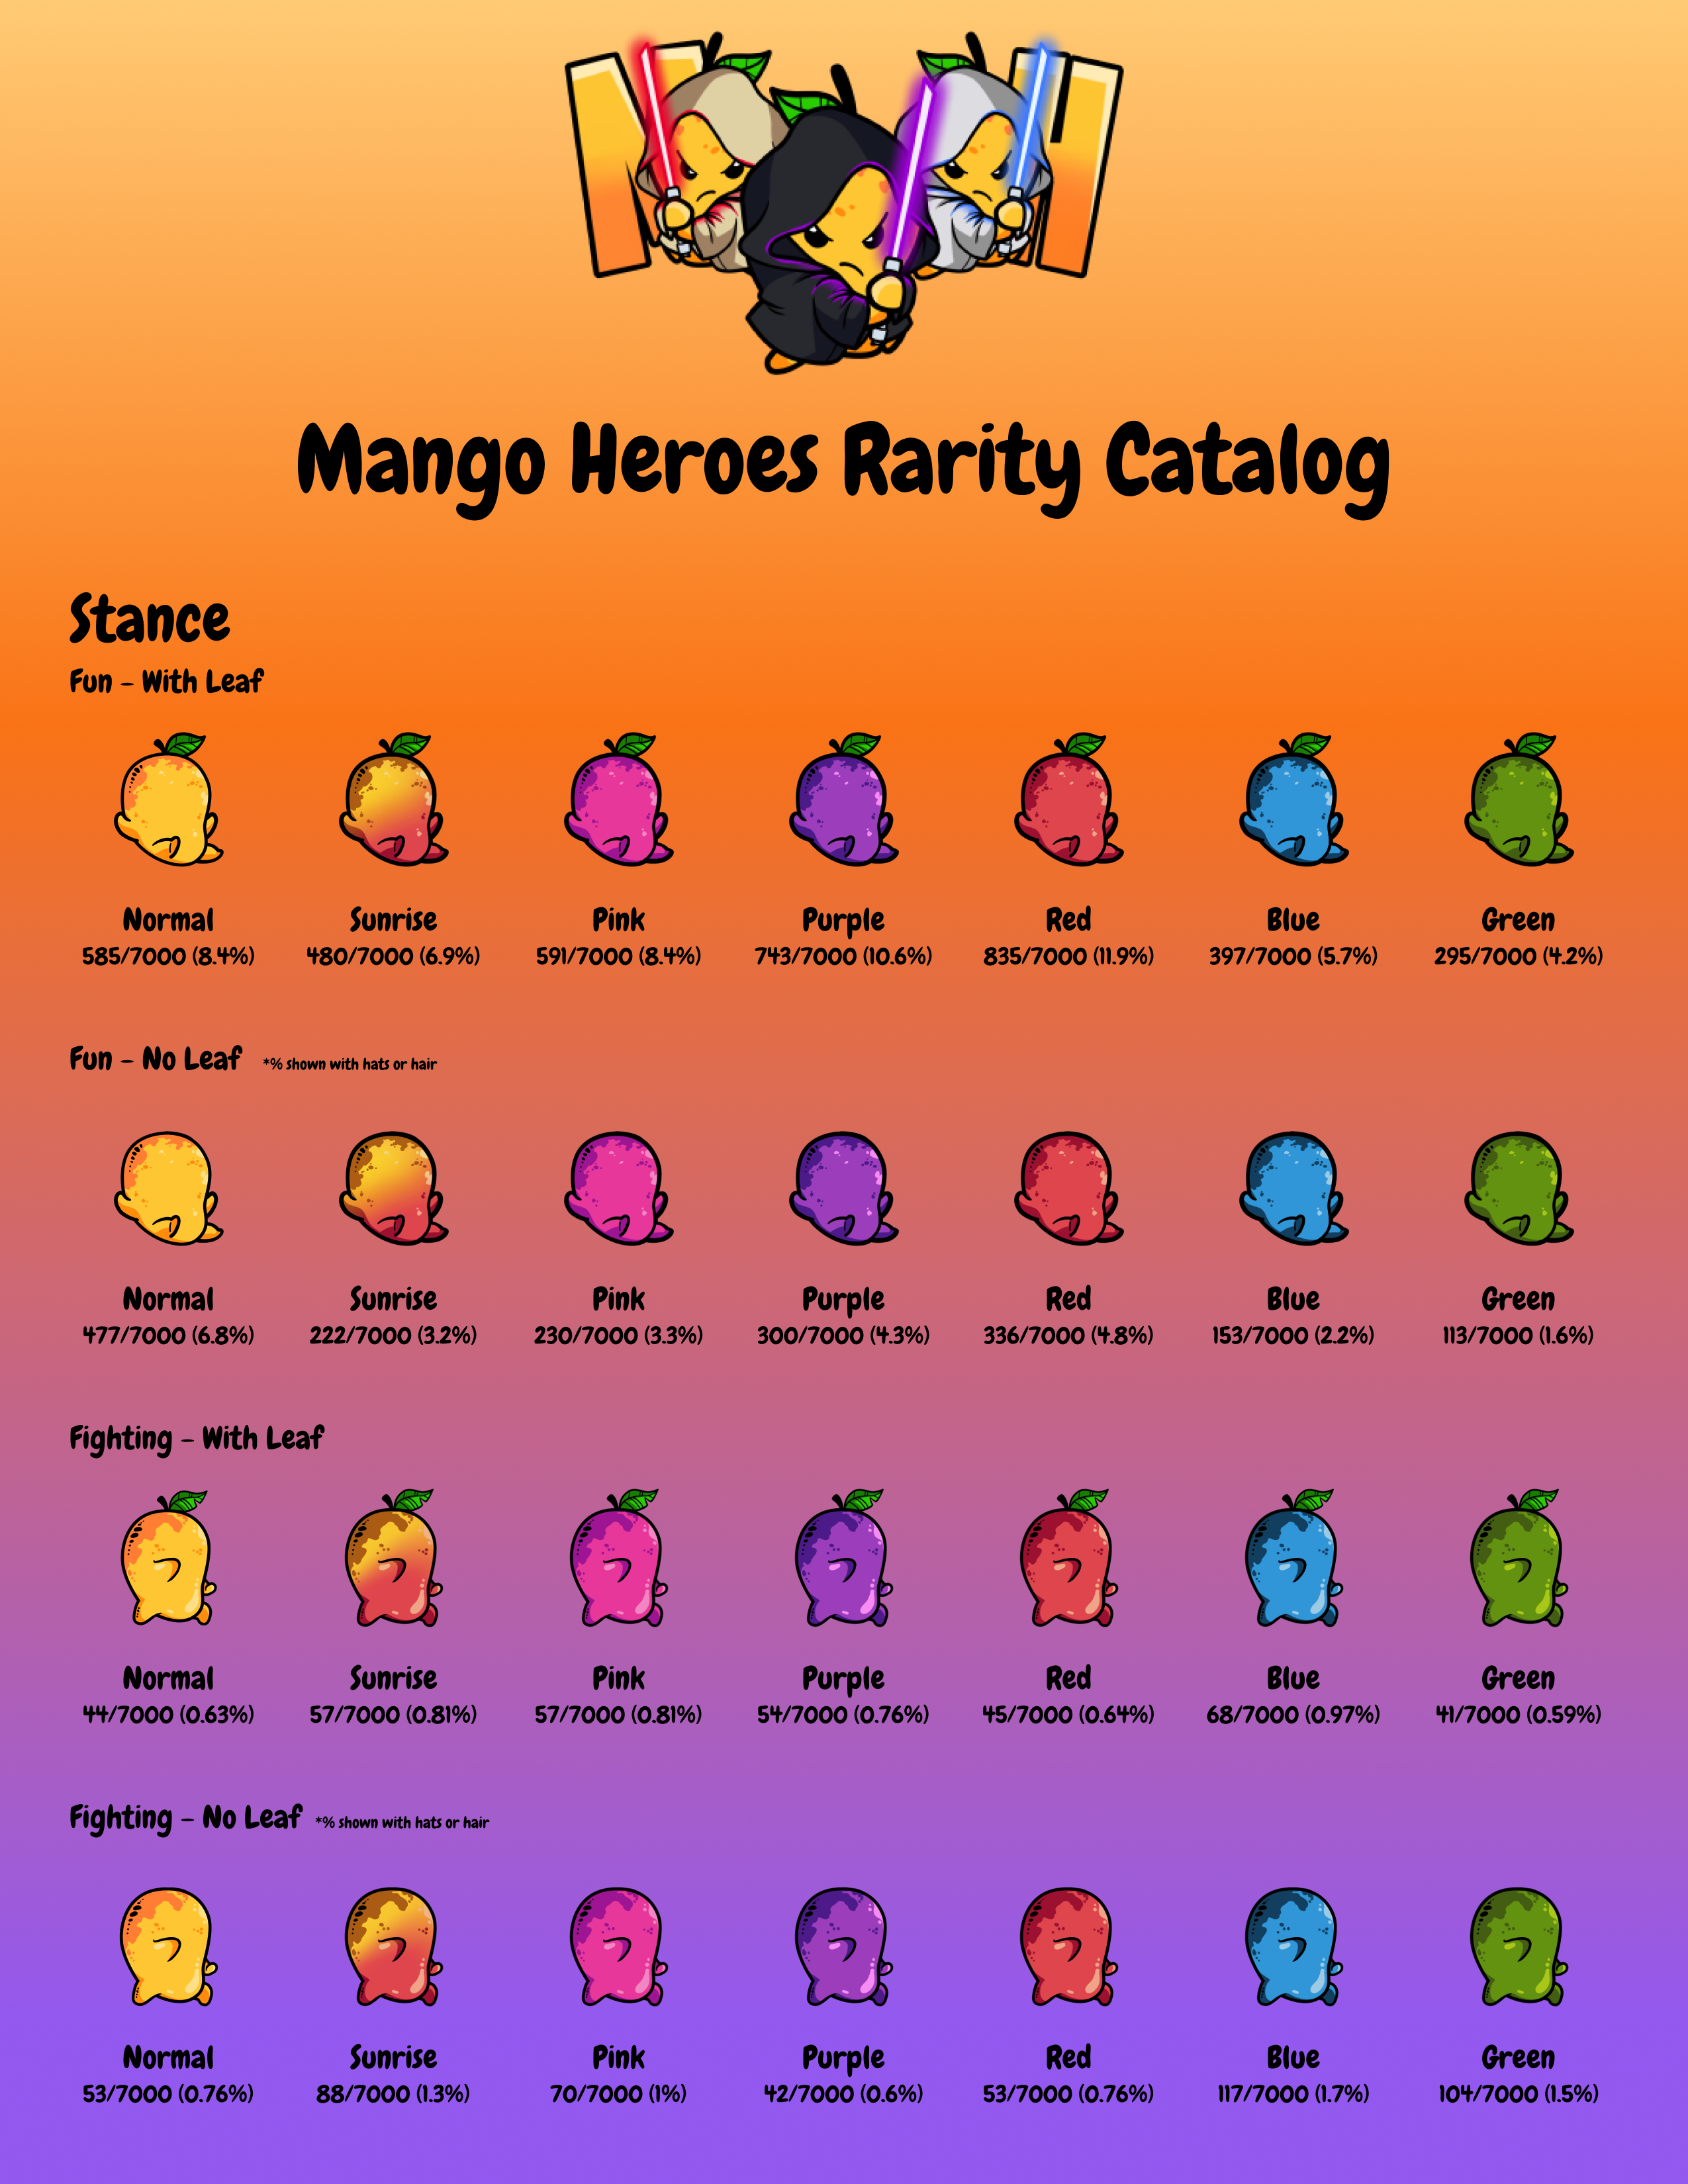 MH
Mango Heroes Rarity Catalog
Stance
Fun - With Leaf
Normal Sunrise Pink Purple Red Blue Green
585/7000 (8.4%) 480/7000 (6.9%) 591/7000 (8.4%) 743/7000 (10.6%) 835/7000 (11.9%) 397/7000 (5.7%) 295/7000 (4.2%)
Fun - No Leaf *% shown with hats or hair
Normal Sunrise Pink Purple Red Blue Green
477/7000 (6.8%) 222/7000 (3.2%) 230/7000 (3.3%) 300/7000 (4.3%) 336/7000 (4.8%) 153/7000 (2.2%) 113/7000 (1.6%)
Fighting - With Leaf
Normal Sunrise Pink Purple Red Blue Green
44/7000 (0.63%) 57/7000 (0.81%) 57/7000 (0.81%) 54/7000 (0.76%) 45/7000 (0.64%) 68/7000 (0.97%) 41/7000 (0.59%)
Fighting - No Leaf *% shown with hats or hair
Normal Sunrise Pink Purple Red Blue Green
53/7000 (0.76%) 88/7000 (1.3%) 70/7000 (1%) 42/7000 (0.6%) 53/7000 (0.76%) 117/7000 (1.7%) 104/7000 (1.5%)